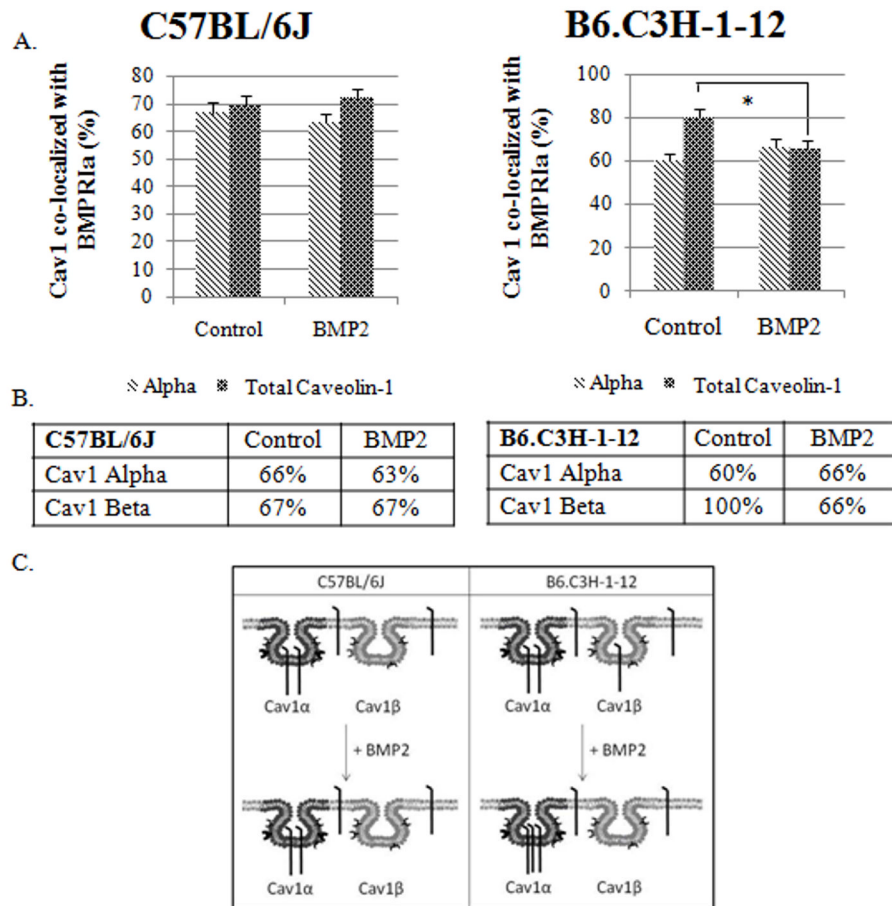 C57BL/6J
B6.C3H-1-12
A.
Cav1 co-localized with
BMPRIa (%)
80
70
60
50
40
30
20
10
0
Control
BMP2
Alpha
Total Caveolin-1
Cav 1 co-localized with
BMPRIa (%)
100
80
60
40
20
0
*
Control
BMP2
Alpha
Total Caveolin-1
B.
C57BL/6J Control BMP2
Cav1 Alpha 66% 63%
Cav1 Beta 67% 67%
B6.C3H-1-12 Control BMP2
Cav1 Alpha 60% 66%
Cav1 Beta 100% 66%
C.
C57BL/6J
B6.C3H-1-12
Cav1α
Cav1β
Cav1α
Cav1β
+ BMP2
+ BMP2
Cav1α
Cav1β
Cav1α
Cav1β